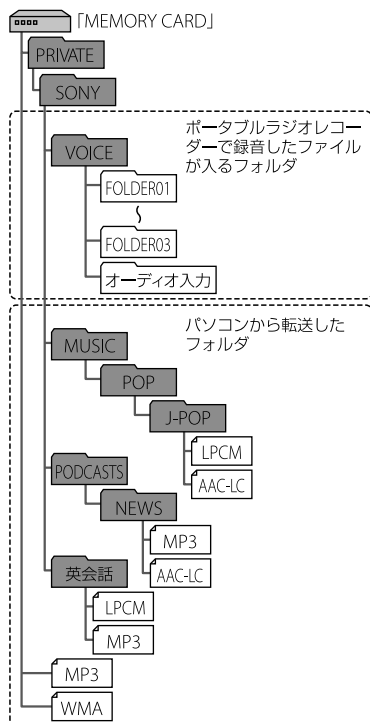 「MEMORY CARD」
PRIVATE
SONY
ポータブルラジオレコー
ダーで録音したファイル
が入るフォルダ
VOICE
FOLDER01
～
FOLDER03
オーディオ入力
パソコンから転送した
フォルダ
MUSIC
POP
J-POP
LPCM
AAC-LC
PODCASTS
NEWS
MP3
AAC-LC
英会話
LPCM
MP3
MP3
WMA